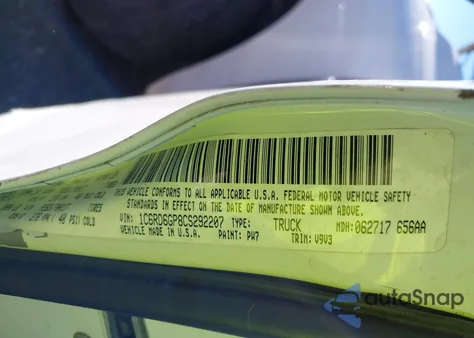 THIS VEHICLE CONFORMS TO ALL APPLICABLE U.S.A. FEDERAL MOTOR VEHICLE SAFETY
STANDARDS IN EFFECT ON THE DATE OF MANUFACTURE SHOWN ABOVE.
TIRES
40 PSI COLD
VIN: 1C6RD6GP8CS292207 TYPE: TRUCK MDH: 062717 656AA
VEHICLE MADE IN U.S.A. PAINT: PW7 TRIM: V9V3
autoSnap